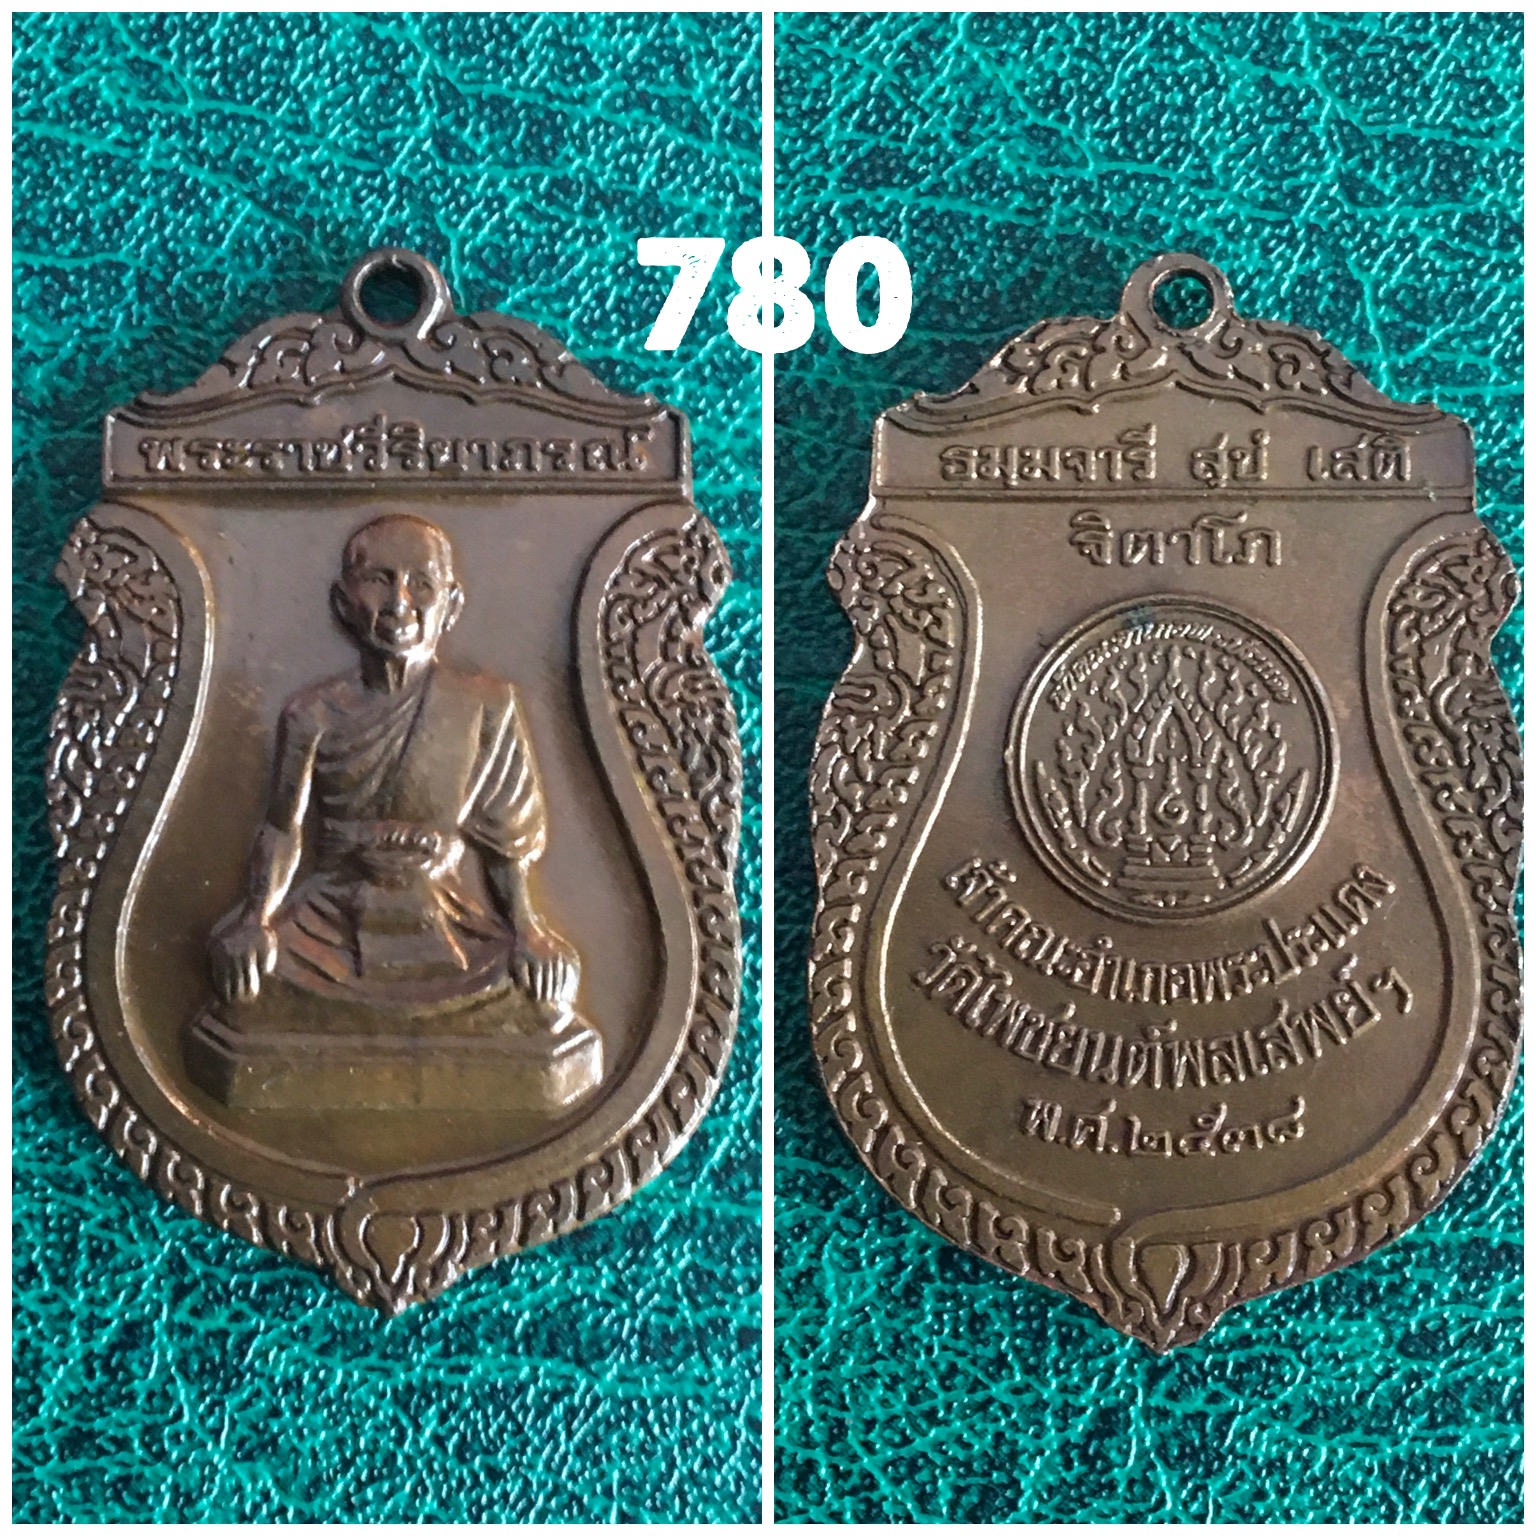 780
พระราชวีริยาภรณ์
ธมฺมจารี สุขํ เสติ
จิตาโภ
เจ้าคณะอำเภอพระประแดง
วัดไพชยนต์พลเสพย์ฯ
พ.ศ.๒๕๓๘